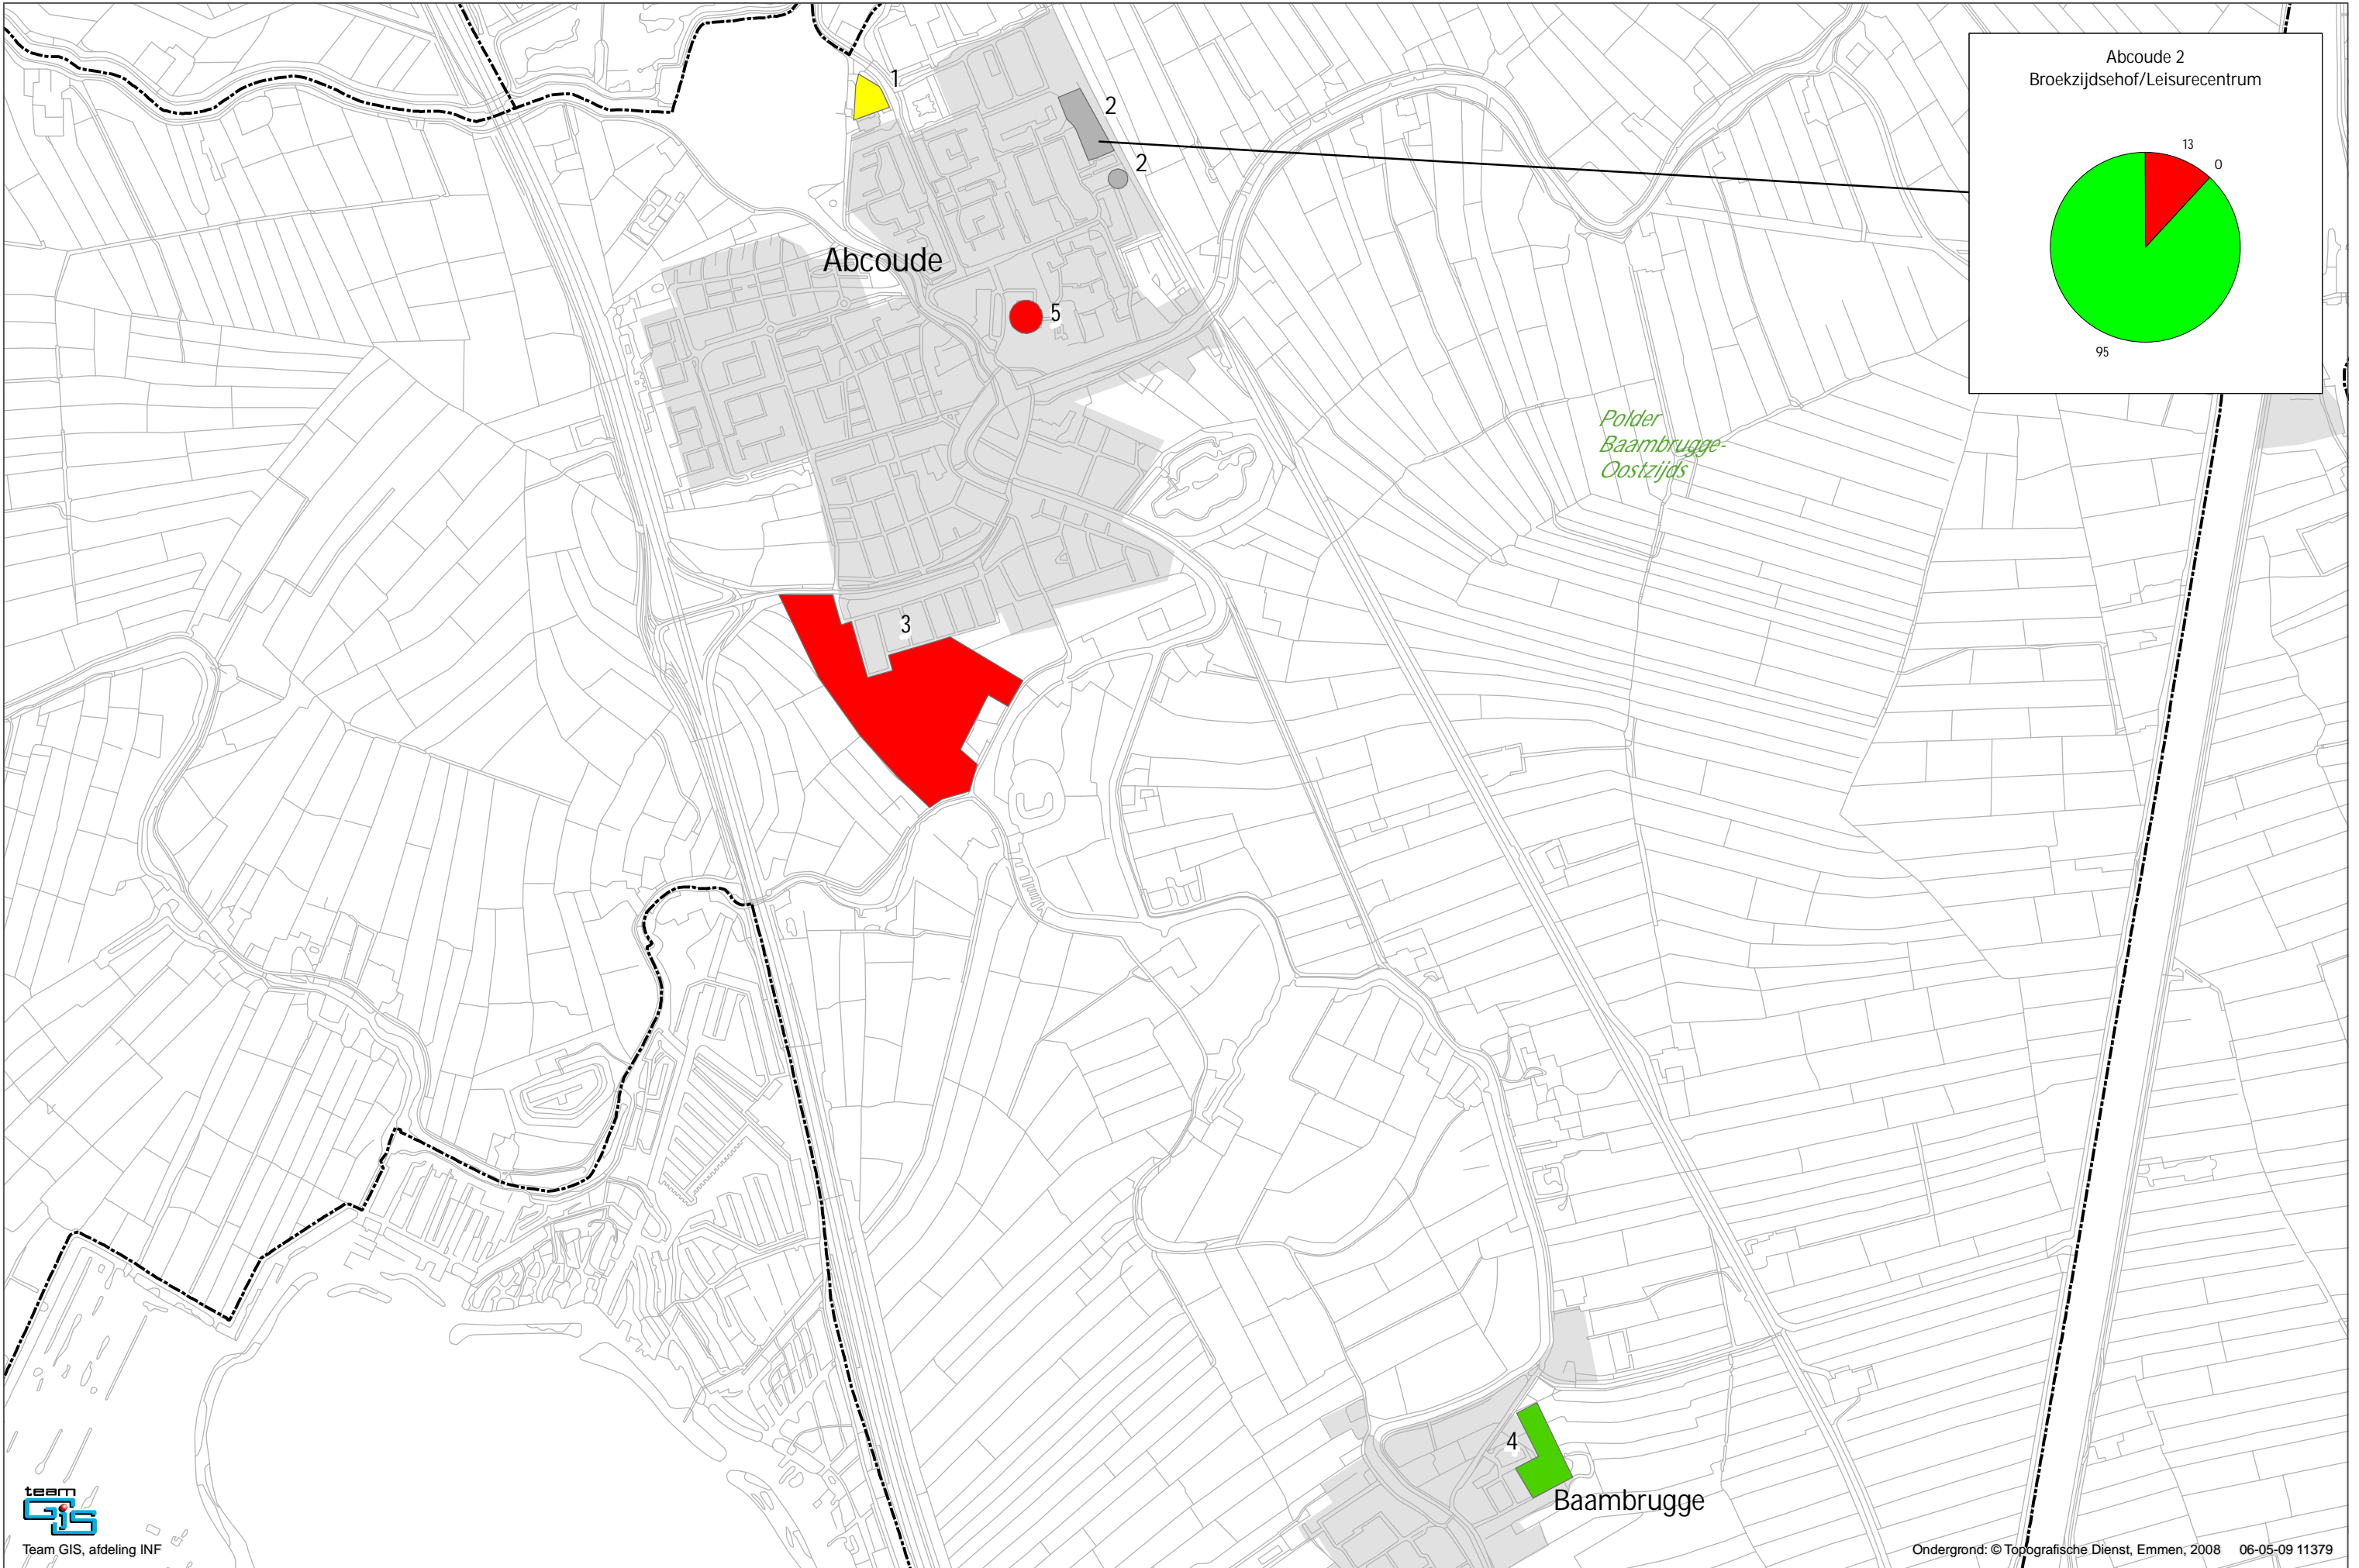 1
2
2
Abcoude 2
Broekzijdsehof/Leisurecentrum
13
0
95
Abcoude
5
Polder
Baambrugge-
Oostzijds
3
4
Baambrugge
team
GIS
Team GIS, afdeling INF
Ondergrond: © Topografische Dienst, Emmen, 2008 06-05-09 11379